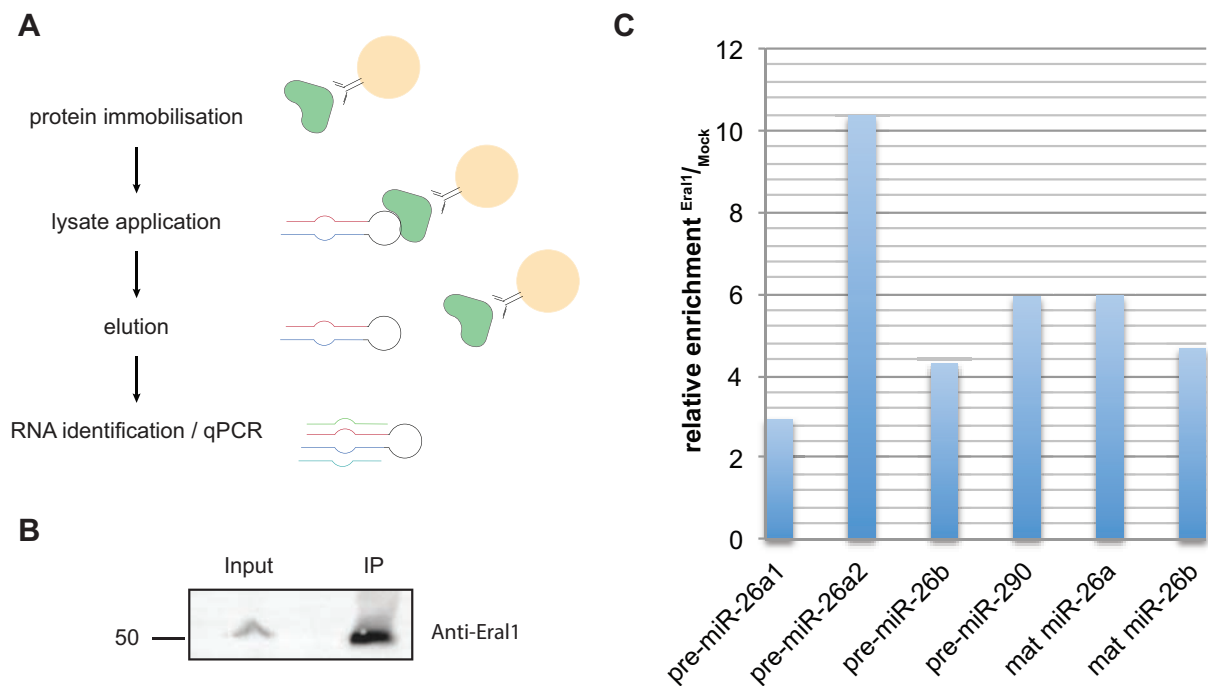 A
protein immobilisation
lysate application
elution
RNA identification / qPCR
B
Input IP
50
Anti-Eral1
C
relative enrichment Eral1/Mock
12
10
8
6
4
2
0
pre-miR-26a1
pre-miR-26a2
pre-miR-26b
pre-miR-290
mat miR-26a
mat miR-26b